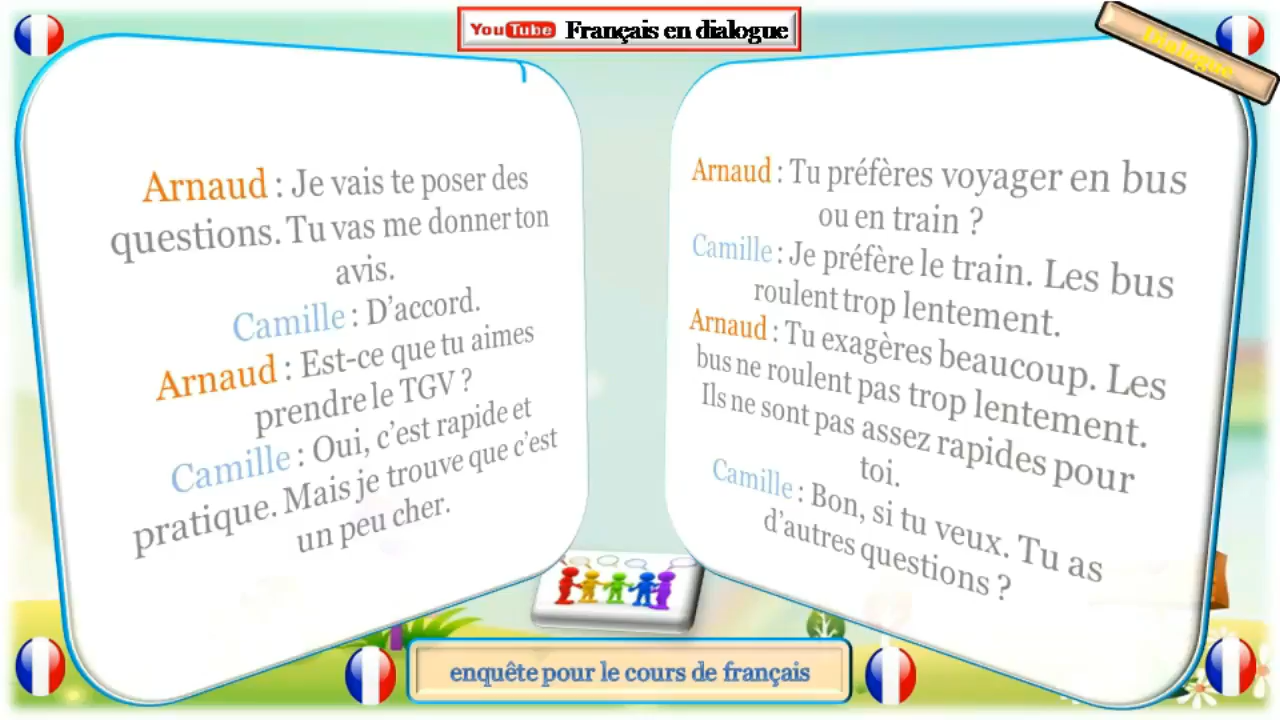 YouTube Français en dialogue
Dialogue
Arnaud : Je vais te poser des
questions. Tu vas me donner ton
avis.
Camille : D’accord.
Arnaud : Est-ce que tu aimes
prendre le TGV ?
Camille : Oui, c’est rapide et
pratique. Mais je trouve que c’est
un peu cher.
Arnaud : Tu préfères voyager en bus
ou en train ?
Camille : Je préfère le train. Les bus
roulent trop lentement.
Arnaud : Tu exagères beaucoup. Les
bus ne roulent pas trop lentement.
Ils ne sont pas assez rapides pour
toi.
Camille : Bon, si tu veux. Tu as
d’autres questions ?
enquête pour le cours de français